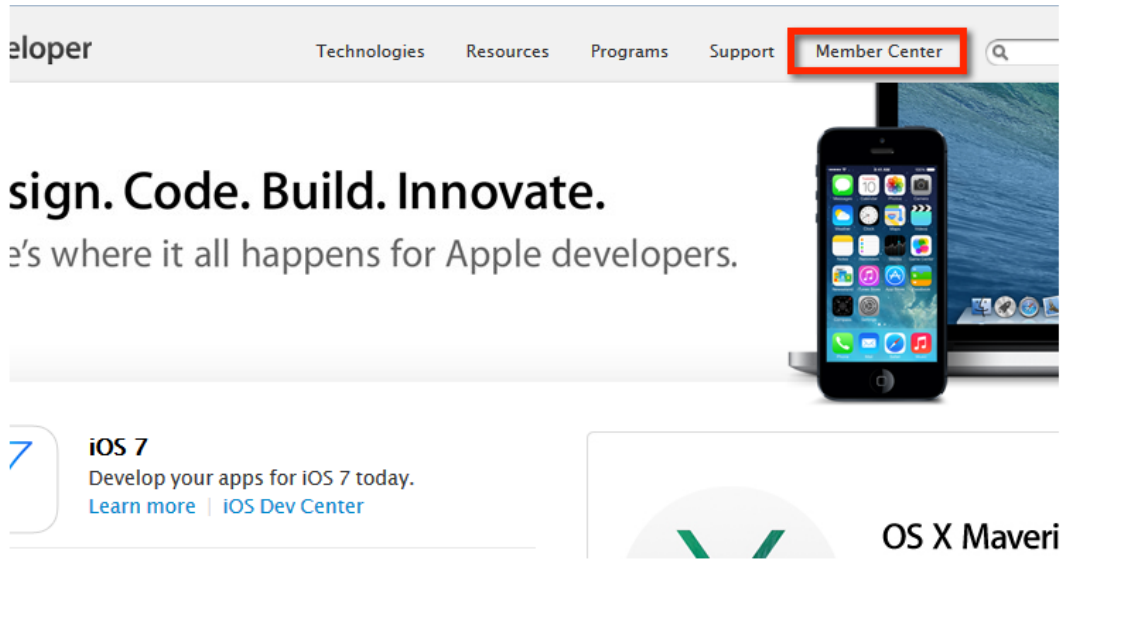 eloper
Technologies Resources Programs Support Member Center
sign. Code. Build. Innovate.
e's where it all happens for Apple developers.
7
iOS 7
Develop your apps for iOS 7 today.
Learn more | iOS Dev Center
OS X Maveri